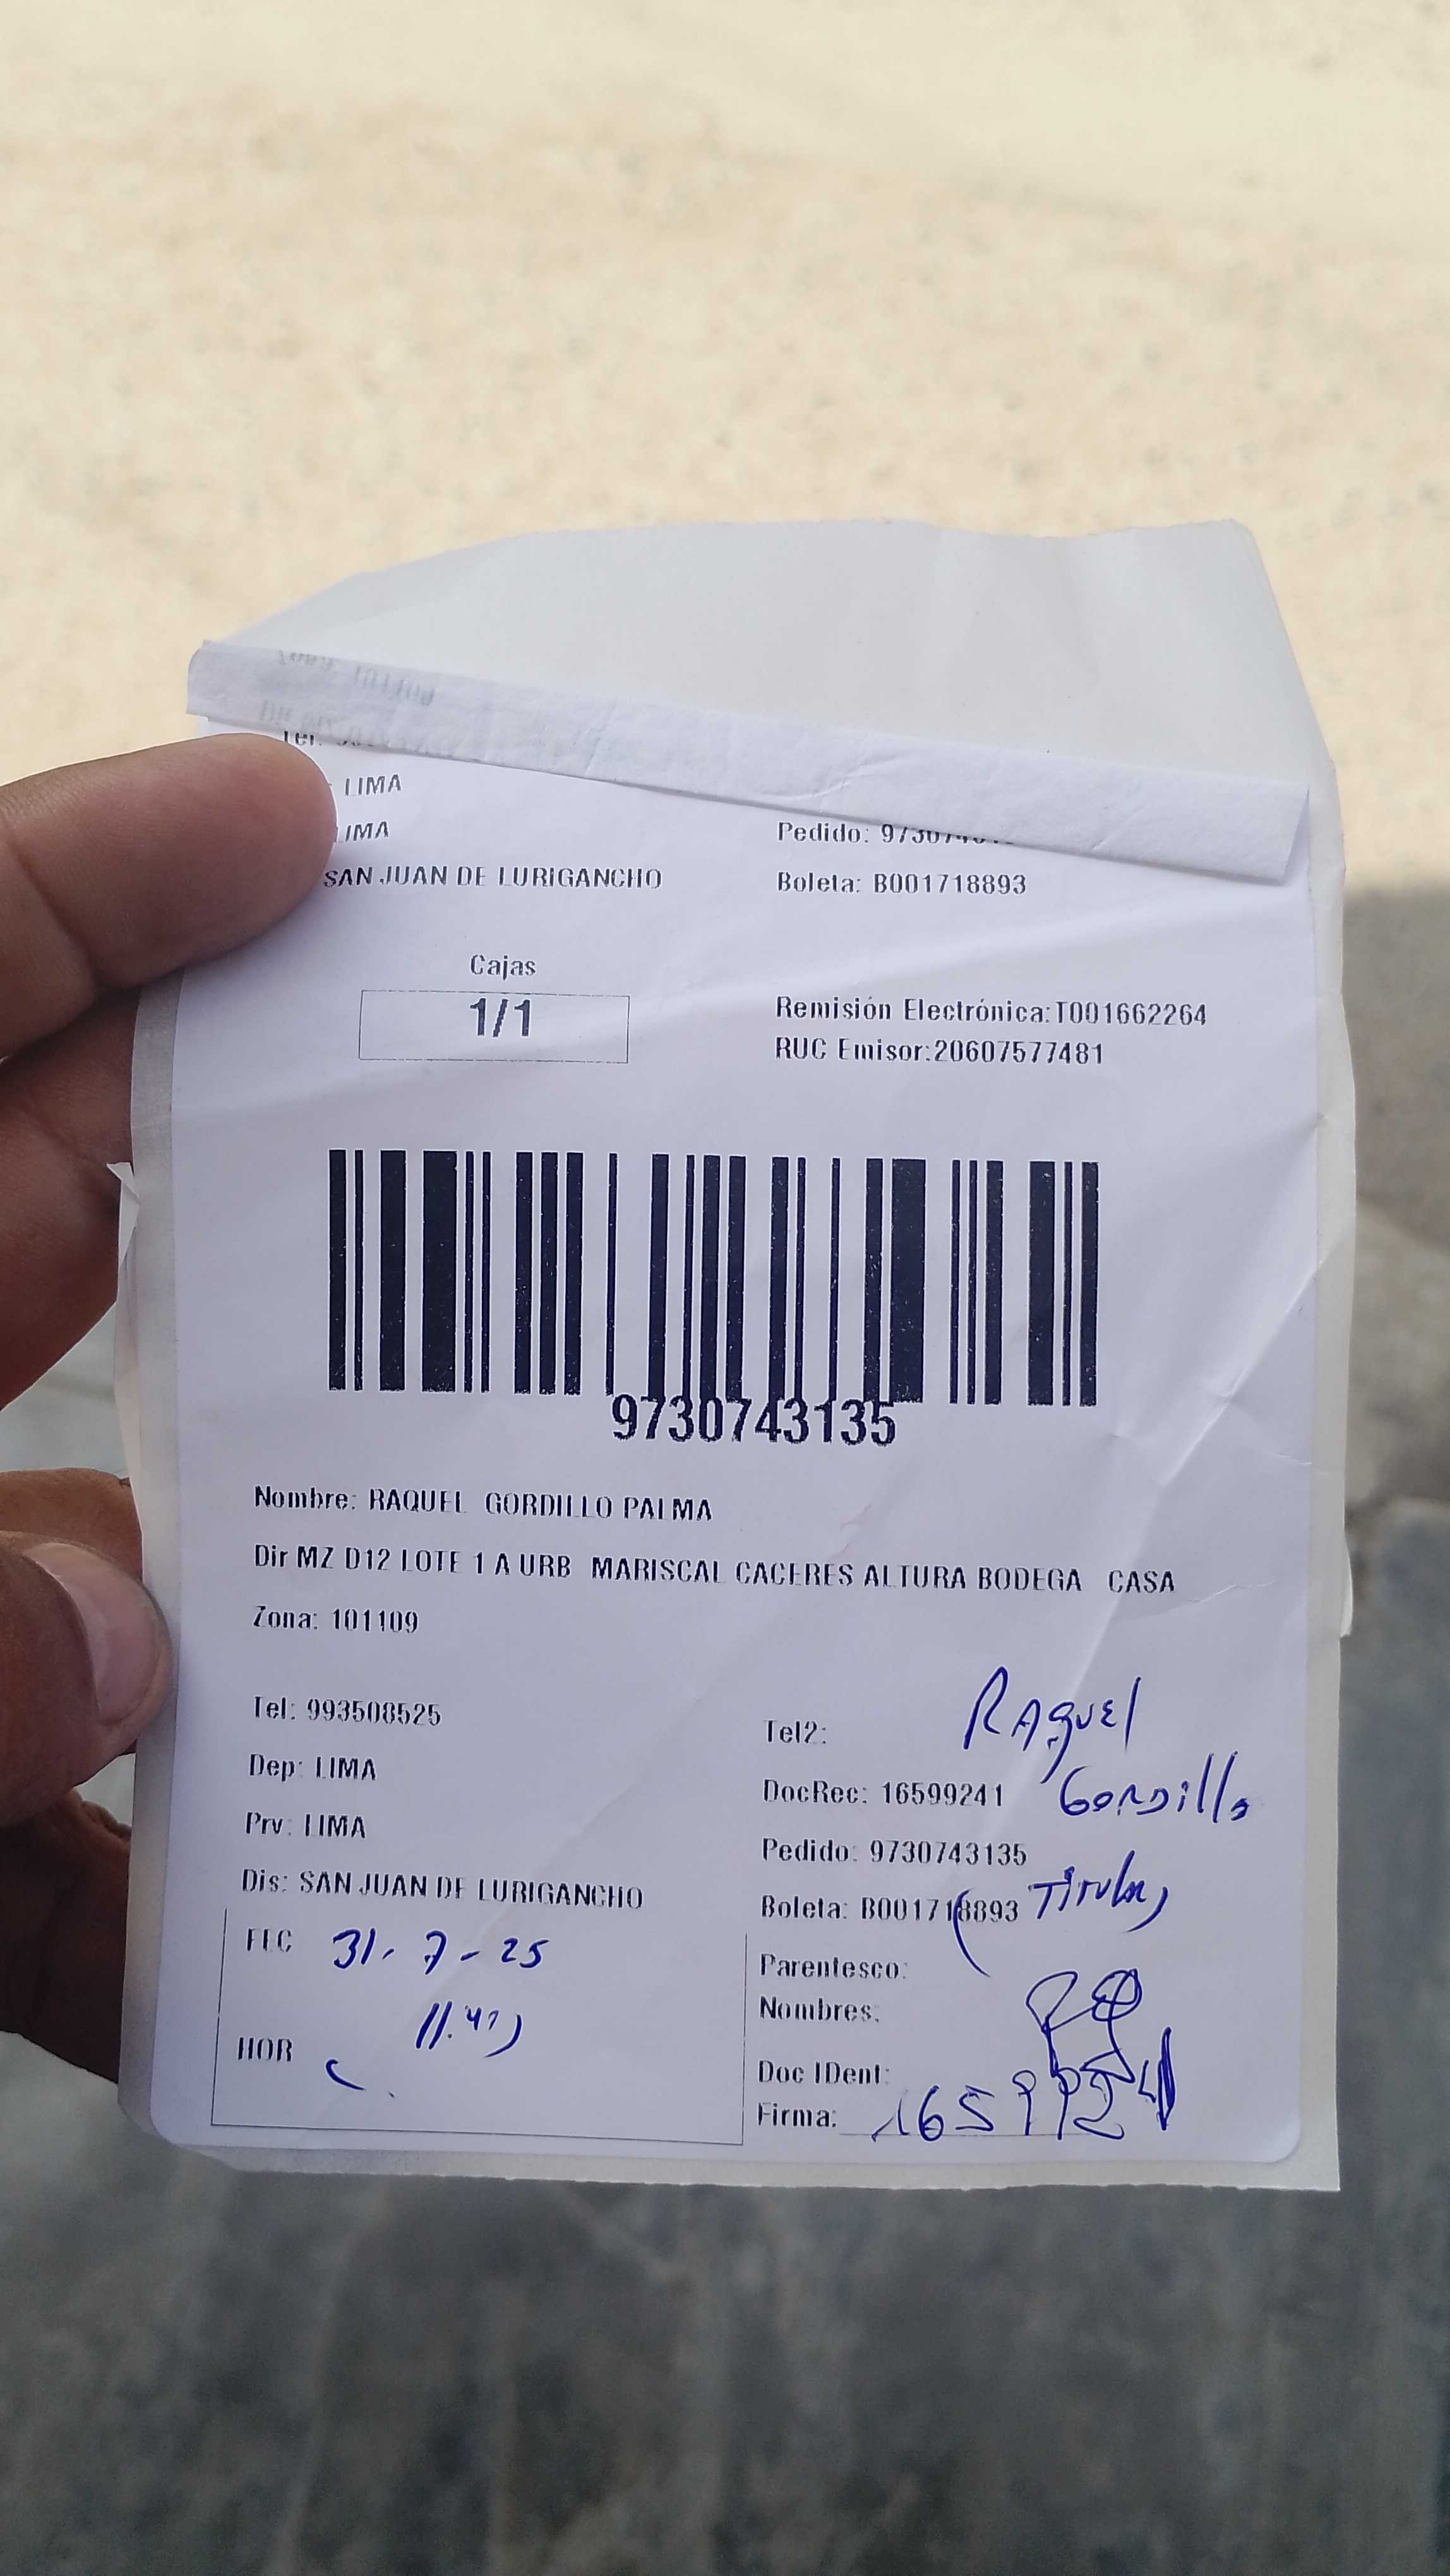 LIMA
LIMA
SAN JUAN DE LURIGANCHO
Pedido:
Boleta: B001718893
Cajas
1/1
Remisión Electrónica:T001662264
RUC Emisor:20607577481
9730743135
Nombre: RAQUEL GORDILLO PALMA
Dir MZ D12 LOTE 1 A URB MARISCAL CACERES ALTURA BODEGA CASA
Zona: 101109
Tel: 993508525
Dep: LIMA
Prv: LIMA
Dis: SAN JUAN DE LURIGANCHO
FEC 31-7-25
HOR
Tel2:
DocRec: 16599241
Pedido: 9730743135
Boleta: B001718893
Raquel
Gordillo
(Titular)
Parentesco:
Nombres:
Doc IDent:
Firma: